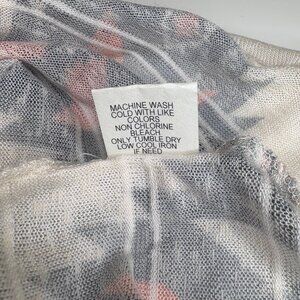 MACHINE WASH
COLD WITH LIKE
COLORS
NON CHLORINE
BLEACH
ONLY TUMBLE DRY
LOW COOL IRON
IF NEED